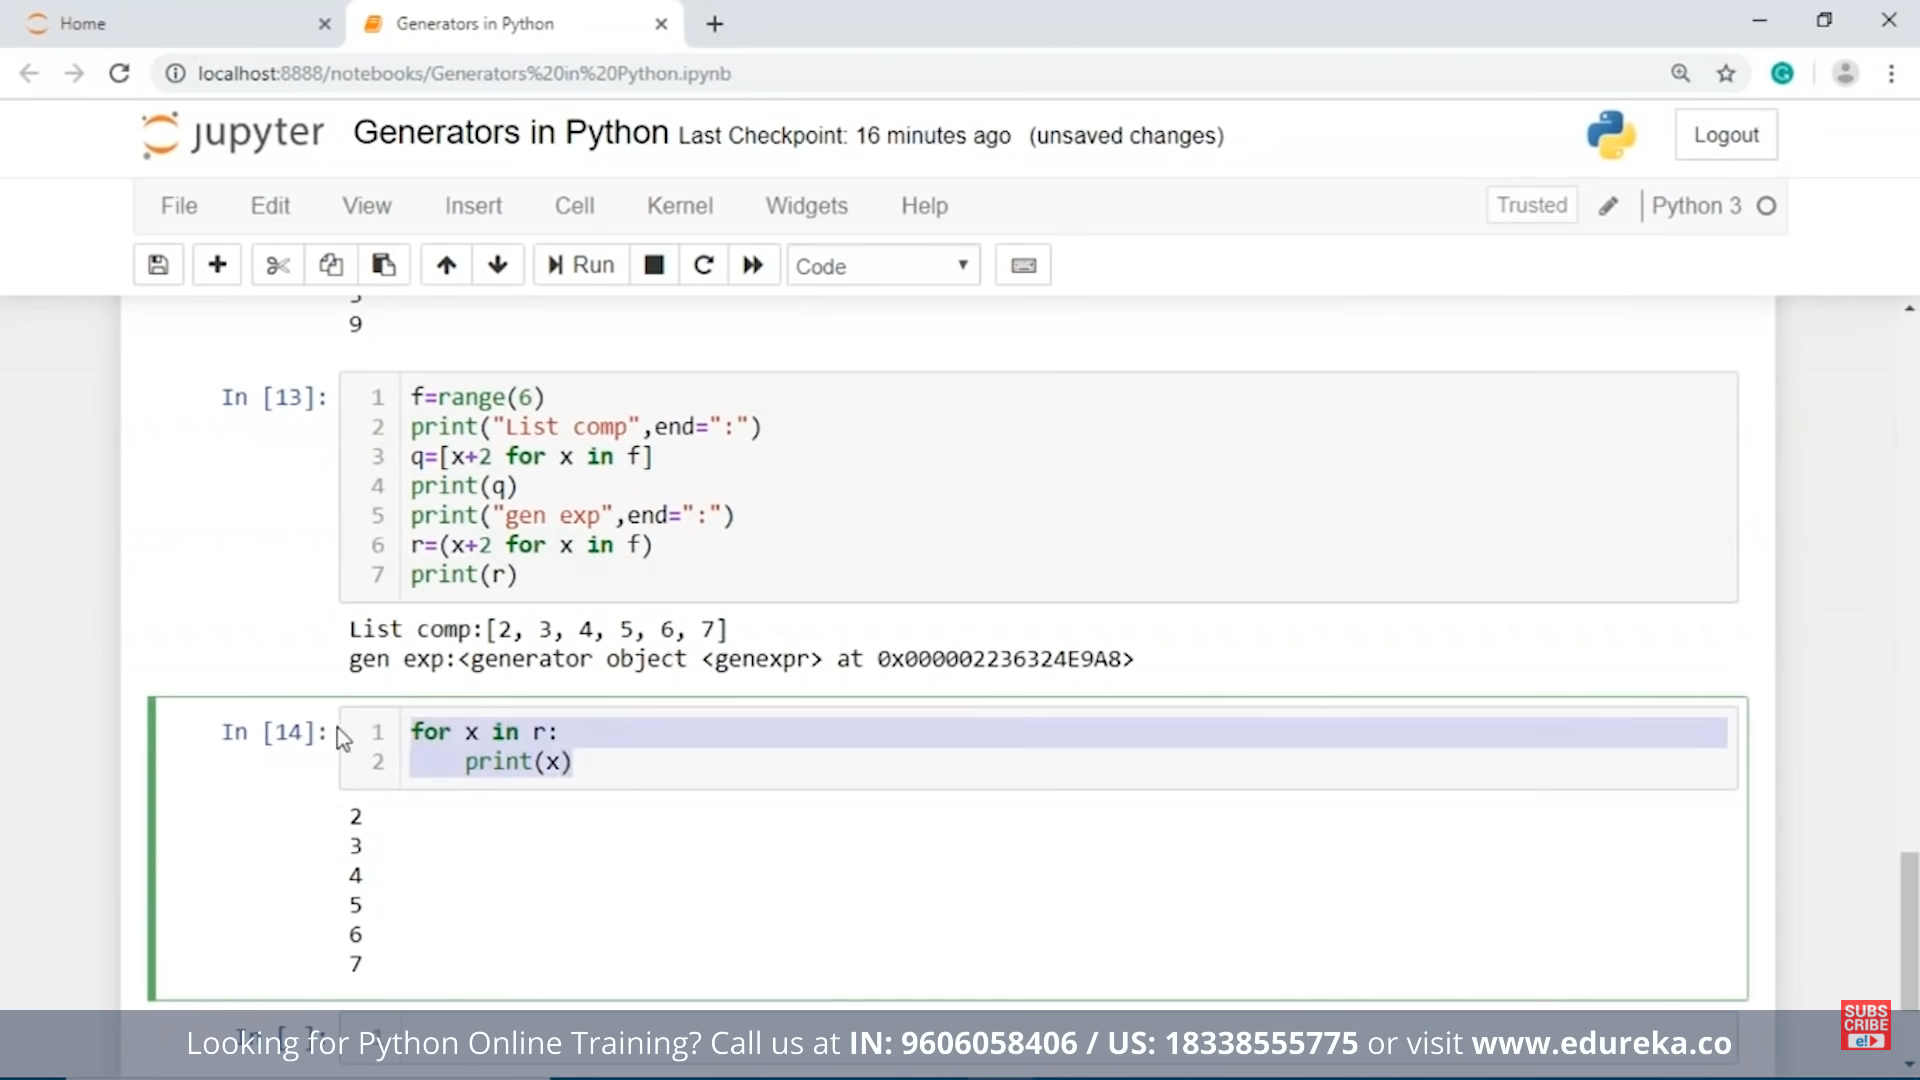 Home
Generators in Python
localhost:8888/notebooks/Generators%20in%20Python.ipynb
jupyter Generators in Python Last Checkpoint: 16 minutes ago (unsaved changes)
Logout
File Edit View Insert Cell Kernel Widgets Help
Trusted
Python 3
Run
Code
9
In [13]:
1 f=range(6)
2 print("List comp",end=":")
3 q=[x+2 for x in f]
4 print(q)
5 print("gen exp",end=":")
6 r=(x+2 for x in f)
7 print(r)
List comp:[2, 3, 4, 5, 6, 7]
gen exp:<generator object <genexpr> at 0x000002236324E9A8>
In [14]:
1 for x in r:
2     print(x)
2
3
4
5
6
7
Looking for Python Online Training? Call us at IN: 9606058406 / US: 18338555775 or visit www.edureka.co
SUBS
CRIBE
e!